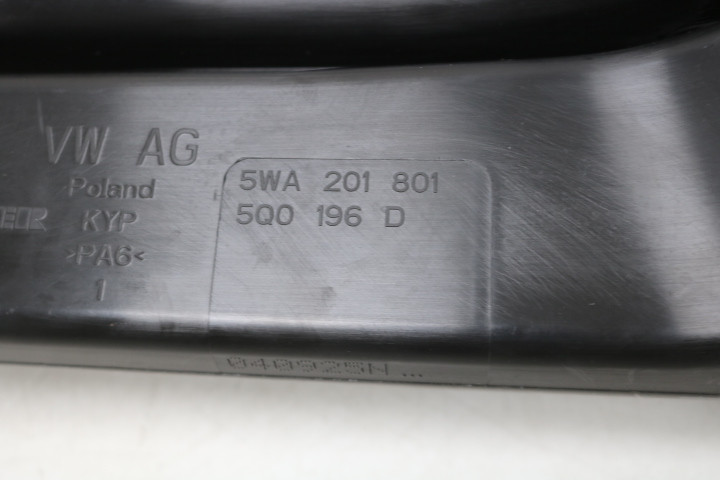 VW AG
Poland
KYP
>PA6<
1
5WA 201 801
5Q0 196 D